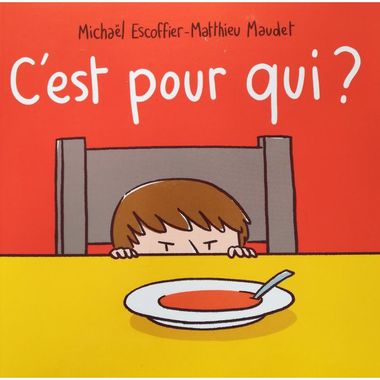 Michaël Escoffier-Matthieu Maudet
C'est pour qui ?